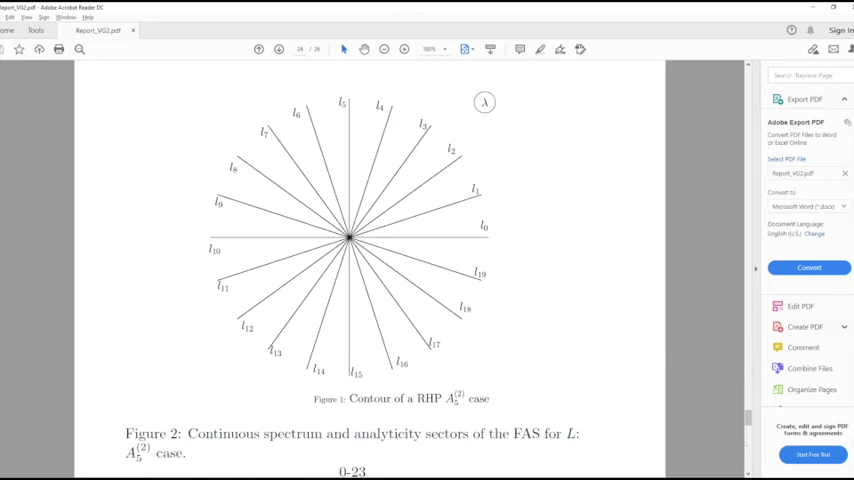 Report_VG2.pdf - Adobe Acrobat Reader DC
Edit View Sign Window Help
Home Tools Report_VG2.pdf × Sign In
24 / 28 100%
λ
l₀
l₁
l₂
l₃
l₄
l₅
l₆
l₇
l₈
l₉
l₁₀
l₁₁
l₁₂
l₁₃
l₁₄
l₁₅
l₁₆
l₁₇
l₁₈
l₁₉
Figure 1: Contour of a RHP A₅⁽²⁾ case
Figure 2: Continuous spectrum and analyticity sectors of the FAS for L:
A₅⁽²⁾ case.
0-23
Search 'Replace Page'
Export PDF
Adobe Export PDF
Convert PDF Files to Word
or Excel Online
Select PDF File
Report_VG2.pdf
Convert to
Microsoft Word (*.docx)
Document Language:
English (U.S.) Change
Convert
Edit PDF
Create PDF
Comment
Combine Files
Organize Pages
Create, edit and sign PDF
forms & agreements
Start Free Trial